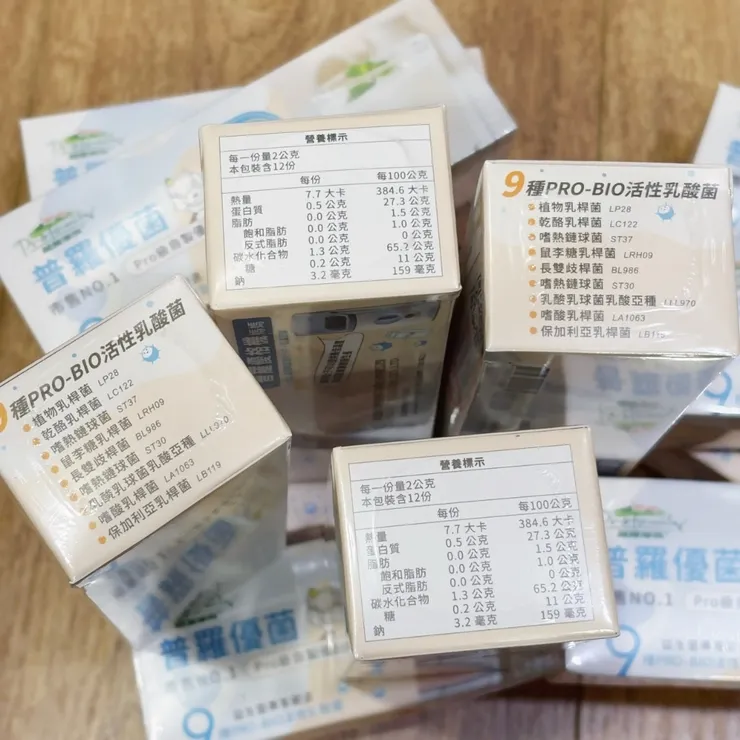 營養標示
每一份量2公克
本包裝含12份
每份 每100公克
熱量 7.7 大卡 384.6 大卡
蛋白質 0.5 公克 27.3 公克
脂肪 0.0 公克 1.5 公克
飽和脂肪 0.0 公克 1.0 公克
反式脂肪 0.0 公克 0 公克
碳水化合物 1.3 公克 65.2 公克
糖 0.2 公克 11 公克
鈉 3.2 毫克 159 毫克
9種PRO-BIO活性乳酸菌
植物乳桿菌 LP28
乾酪乳桿菌 LC122
嗜熱鏈球菌 ST37
鼠李糖乳桿菌 LRH09
長雙歧桿菌 BL986
嗜熱鏈球菌 ST30
乳酪乳球菌乳酸亞種 LLL970
嗜酸乳桿菌 LA1063
保加利亞乳桿菌
普羅優菌
市售NO.1
種PRO-BIO活性乳酸菌
植物乳桿菌 LP28
乾酪乳桿菌 LC122
嗜熱鏈球菌 ST37
鼠李糖乳桿菌 LRH09
長雙歧桿菌 BL986
嗜熱鏈球菌 ST30
乳酪乳球菌乳酸亞種
嗜酸乳桿菌 LA1063
保加利亞乳桿菌 LB119
營養標示
每一份量2公克
本包裝含12份
每份 每100公克
熱量 7.7 大卡 384.6 大卡
蛋白質 0.5 公克 27.3 公克
脂肪 0.0 公克 1.5 公克
飽和脂肪 0.0 公克 1.0 公克
反式脂肪 0.0 公克 0 公克
碳水化合物 1.3 公克 65.2 公克
糖 0.2 公克 11 公克
鈉 3.2 毫克 159 毫克
普羅優菌
NO.1
9
普羅優菌
NO.1
9